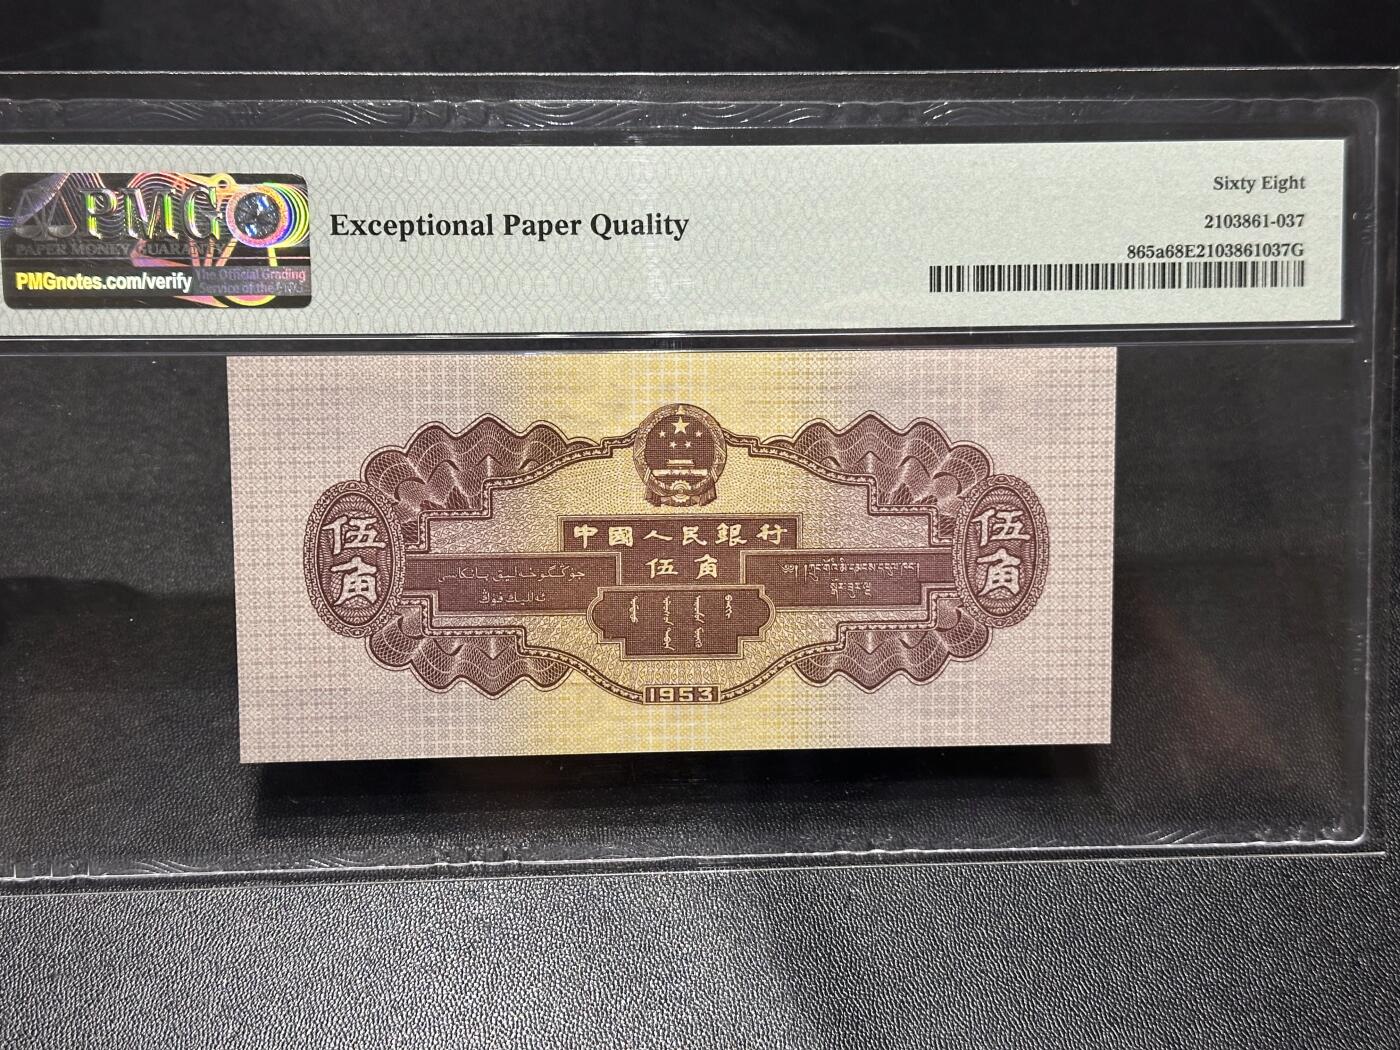 PMG
PAPER MONEY GUARANTY
PMGnotes.com/verify
The Official Grading
Service of the
Exceptional Paper Quality
Sixty Eight
2103861-037
865a68E2103861037G
中國人民銀行
伍角
伍角
伍角
1953